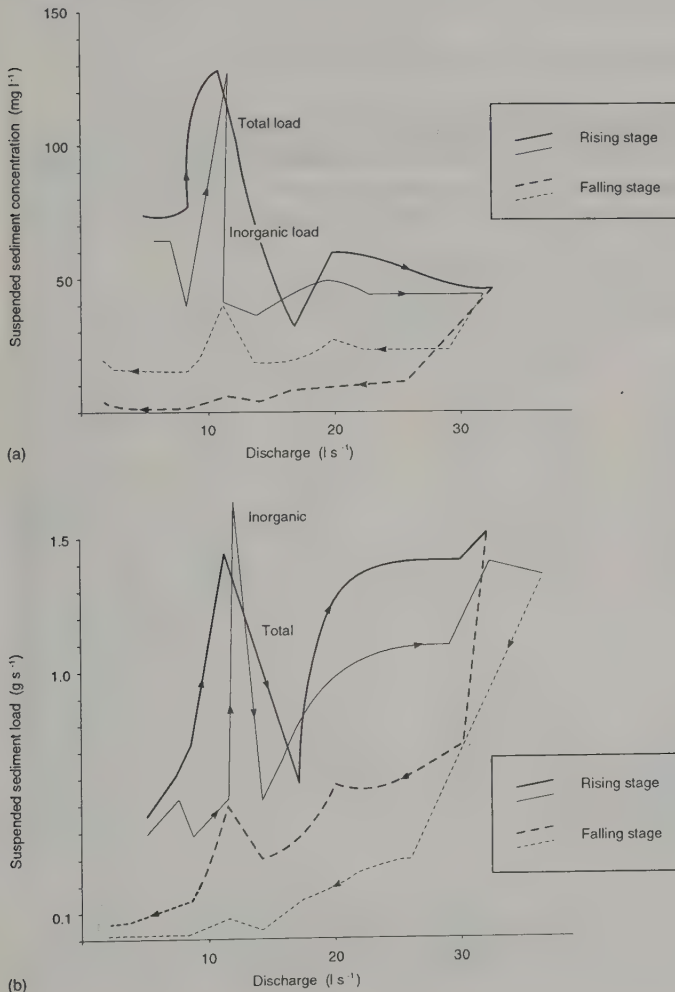 150
100
50
Suspended sediment concentration (mg l⁻¹)
Total load
Inorganic load
Rising stage
Falling stage
10
20
30
(a)
Discharge (l s⁻¹)
Inorganic
1.5
Total
1.0
Suspended sediment load (g s⁻¹)
Rising stage
Falling stage
0.1
10
20
30
(b)
Discharge (l s⁻¹)